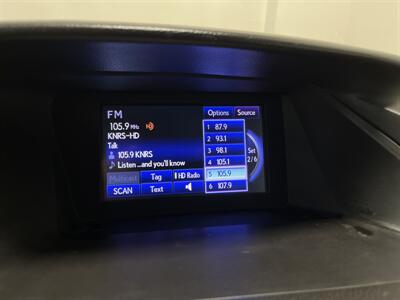 FM
Options Source
105.9 MHz
KNRS-HD
Talk
105.9 KNRS
Listen...and you'll know
1 87.9
2 93.1
3 98.1
4 105.1
5 105.9
6 107.9
Set
2/6
Multicast Tag HD Radio
SCAN Text